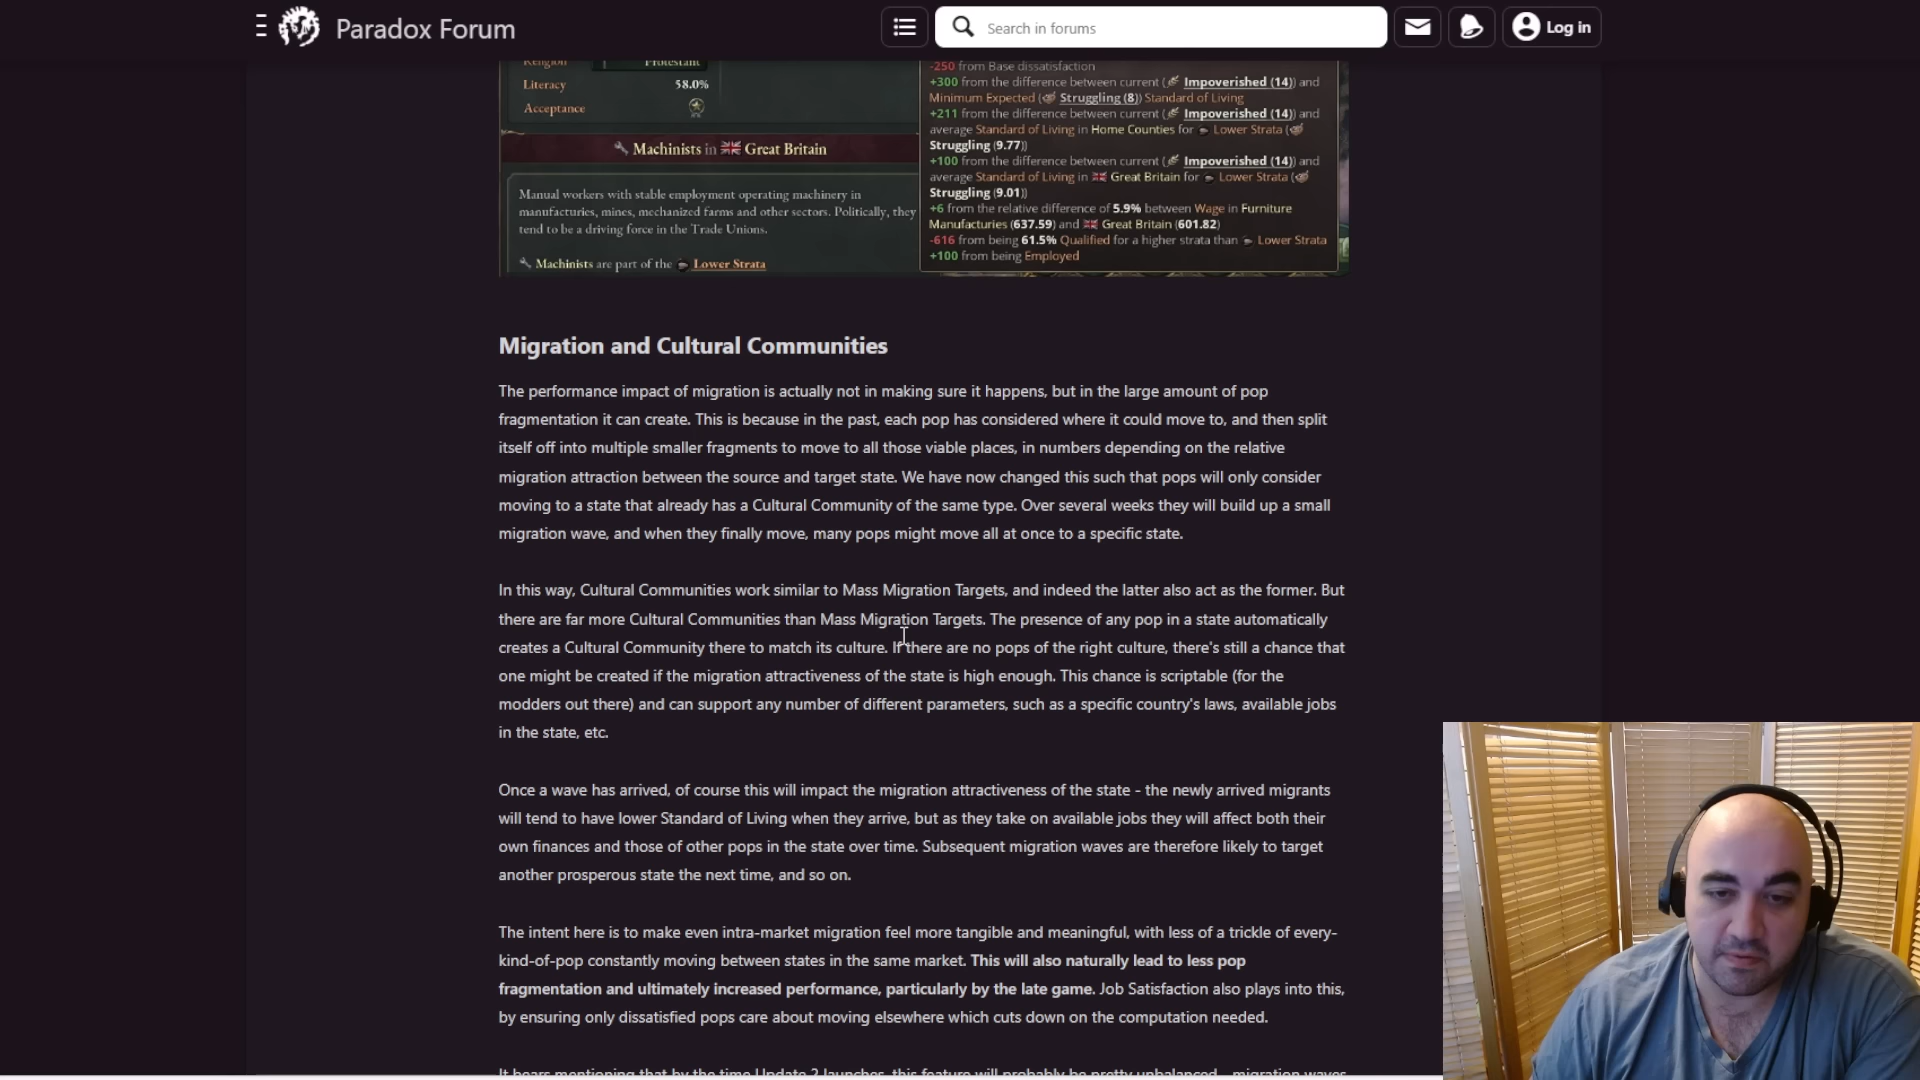 Paradox Forum
Search in forums
Log in
Religion
Protestant
Literacy
58.0%
Acceptance
Machinists in Great Britain
Manual workers with stable employment operating machinery in
manufactures, mines, mechanized farms and other sectors. Politically, they
tend to be a driving force in the Trade Unions.
Machinists are part of the Lower Strata
-250 from Base dissatisfaction
+300 from the difference between current (Impoverished (14)) and
Minimum Expected (Struggling (8)) Standard of Living
+211 from the difference between current (Impoverished (14)) and
average Standard of Living in Home Counties for Lower Strata (
Struggling (9.77))
+100 from the difference between current (Impoverished (14)) and
average Standard of Living in Great Britain for Lower Strata (
Struggling (9.01))
+6 from the relative difference of 5.9% between Wage in Furniture
Manufacturies (637.59) and Great Britain (601.82)
-616 from being 61.5% Qualified for a higher strata than Lower Strata
+100 from being Employed
Migration and Cultural Communities
The performance impact of migration is actually not in making sure it happens, but in the large amount of pop
fragmentation it can create. This is because in the past, each pop has considered where it could move to, and then split
itself off into multiple smaller fragments to move to all those viable places, in numbers depending on the relative
migration attraction between the source and target state. We have now changed this such that pops will only consider
moving to a state that already has a Cultural Community of the same type. Over several weeks they will build up a small
migration wave, and when they finally move, many pops might move all at once to a specific state.
In this way, Cultural Communities work similar to Mass Migration Targets, and indeed the latter also act as the former. But
there are far more Cultural Communities than Mass Migration Targets. The presence of any pop in a state automatically
creates a Cultural Community there to match its culture. If there are no pops of the right culture, there's still a chance that
one might be created if the migration attractiveness of the state is high enough. This chance is scriptable (for the
modders out there) and can support any number of different parameters, such as a specific country's laws, available jobs
in the state, etc.
Once a wave has arrived, of course this will impact the migration attractiveness of the state - the newly arrived migrants
will tend to have lower Standard of Living when they arrive, but as they take on available jobs they will affect both their
own finances and those of other pops in the state over time. Subsequent migration waves are therefore likely to target
another prosperous state the next time, and so on.
The intent here is to make even intra-market migration feel more tangible and meaningful, with less of a trickle of every-
kind-of-pop constantly moving between states in the same market. This will also naturally lead to less pop
fragmentation and ultimately increased performance, particularly by the late game. Job Satisfaction also plays into this,
by ensuring only dissatisfied pops care about moving elsewhere which cuts down on the computation needed.
It bears mentioning that by the time Update 2 launches, this feature will probably be pretty unbalanced - migration waves